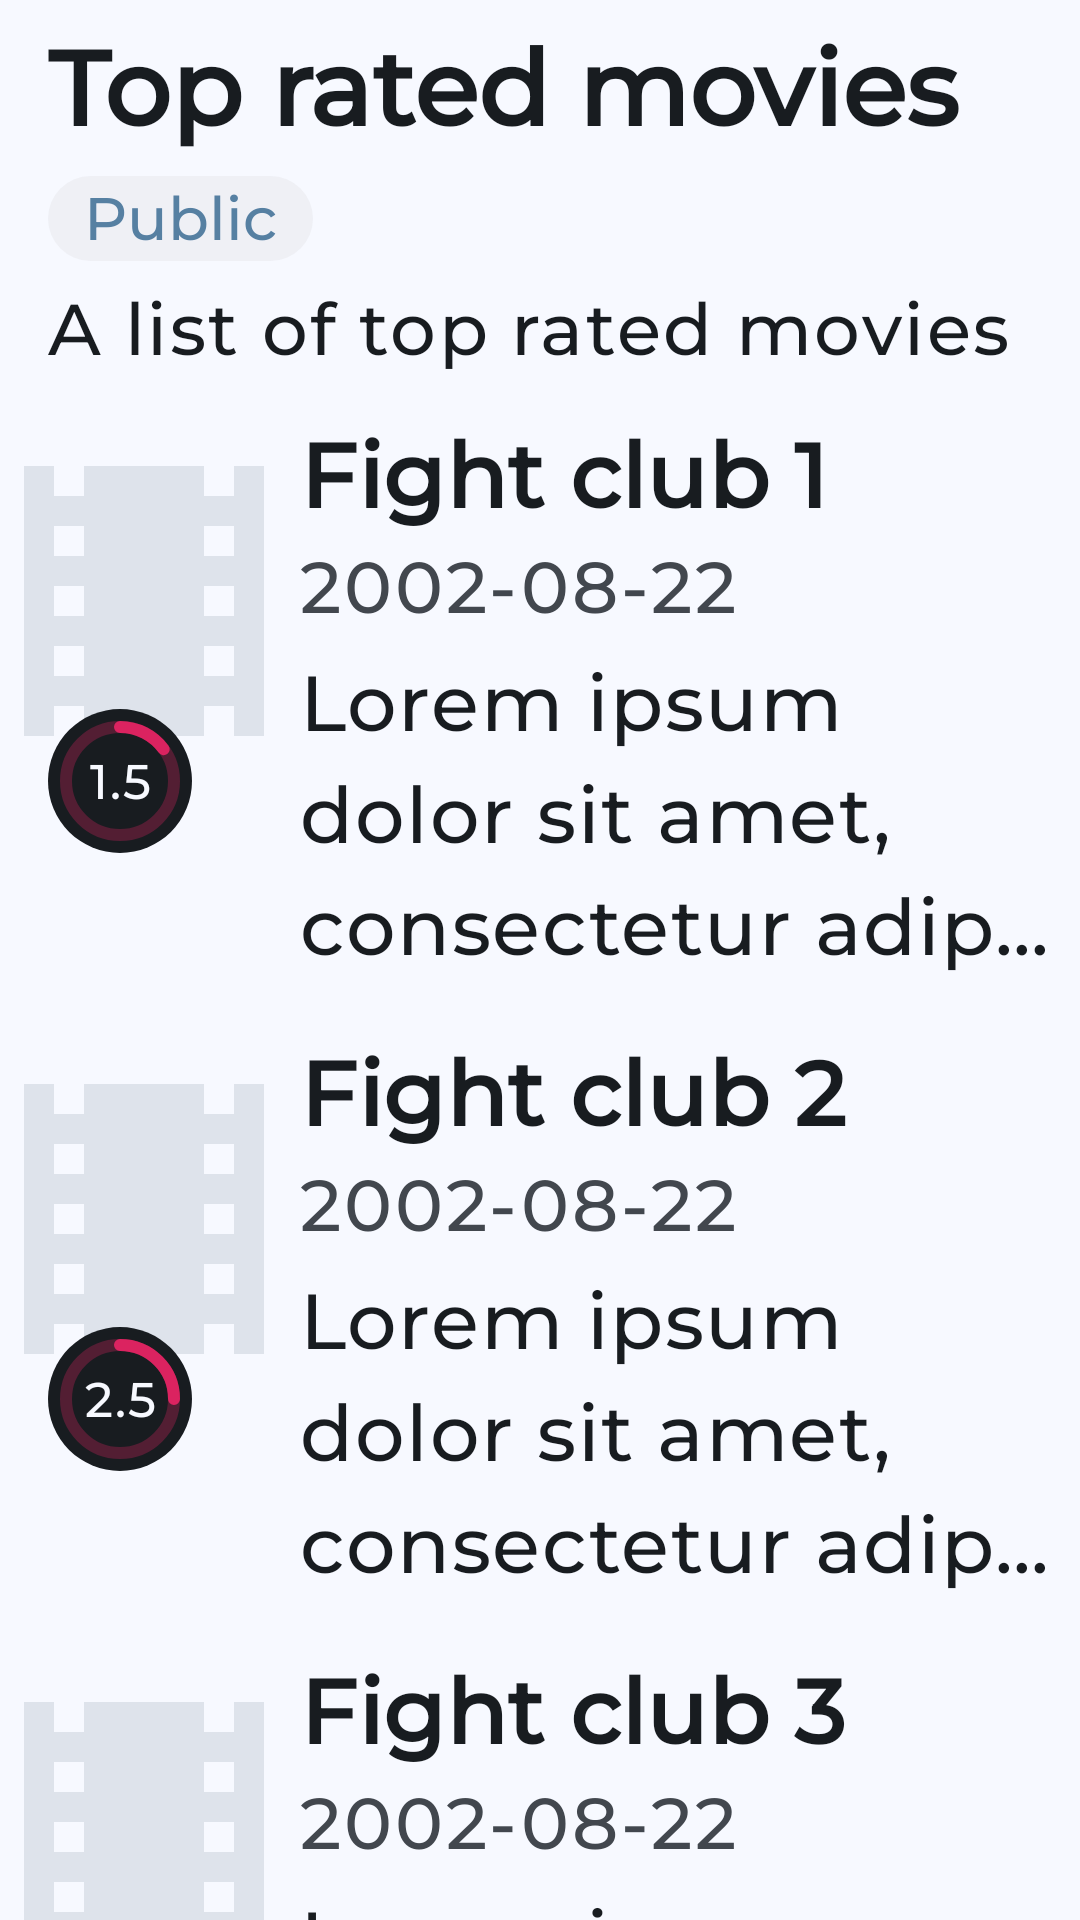 Top rated movies
Public
A list of top rated movies
Fight club 1
2002-08-22
Lorem ipsum
dolor sit amet,
consectetur adip...
1.5
Fight club 2
2002-08-22
Lorem ipsum
dolor sit amet,
consectetur adip...
2.5
Fight club 3
2002-08-22